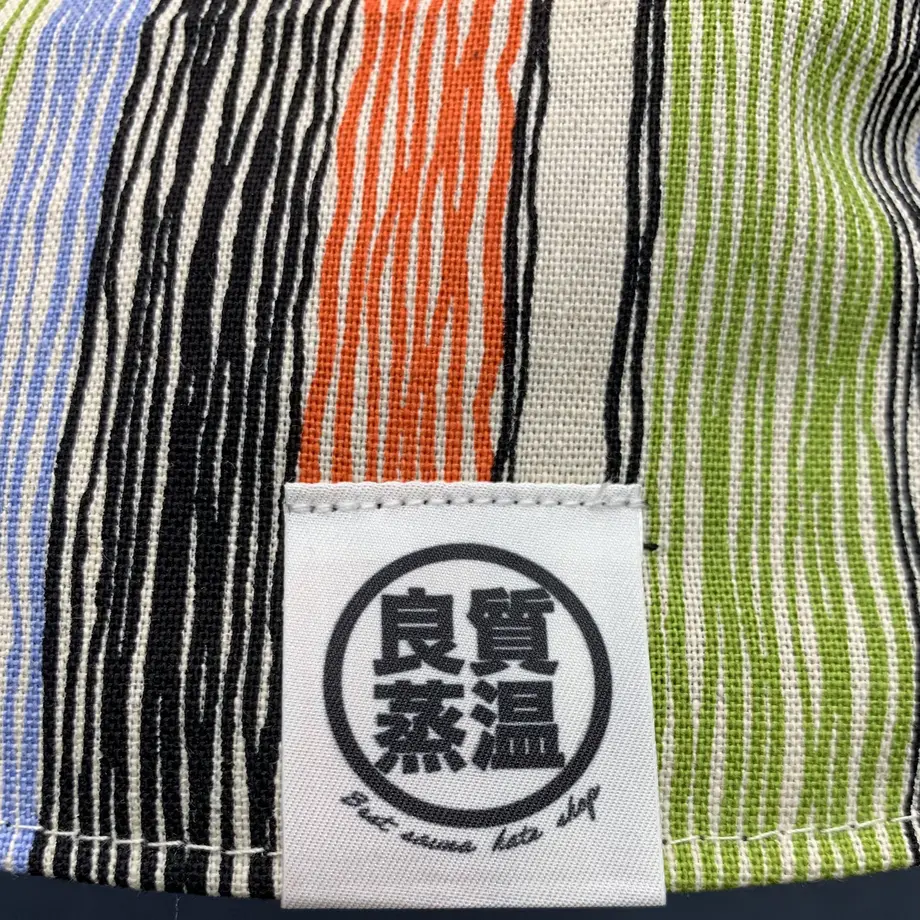 良質
蒸温
Best sauna hats shop